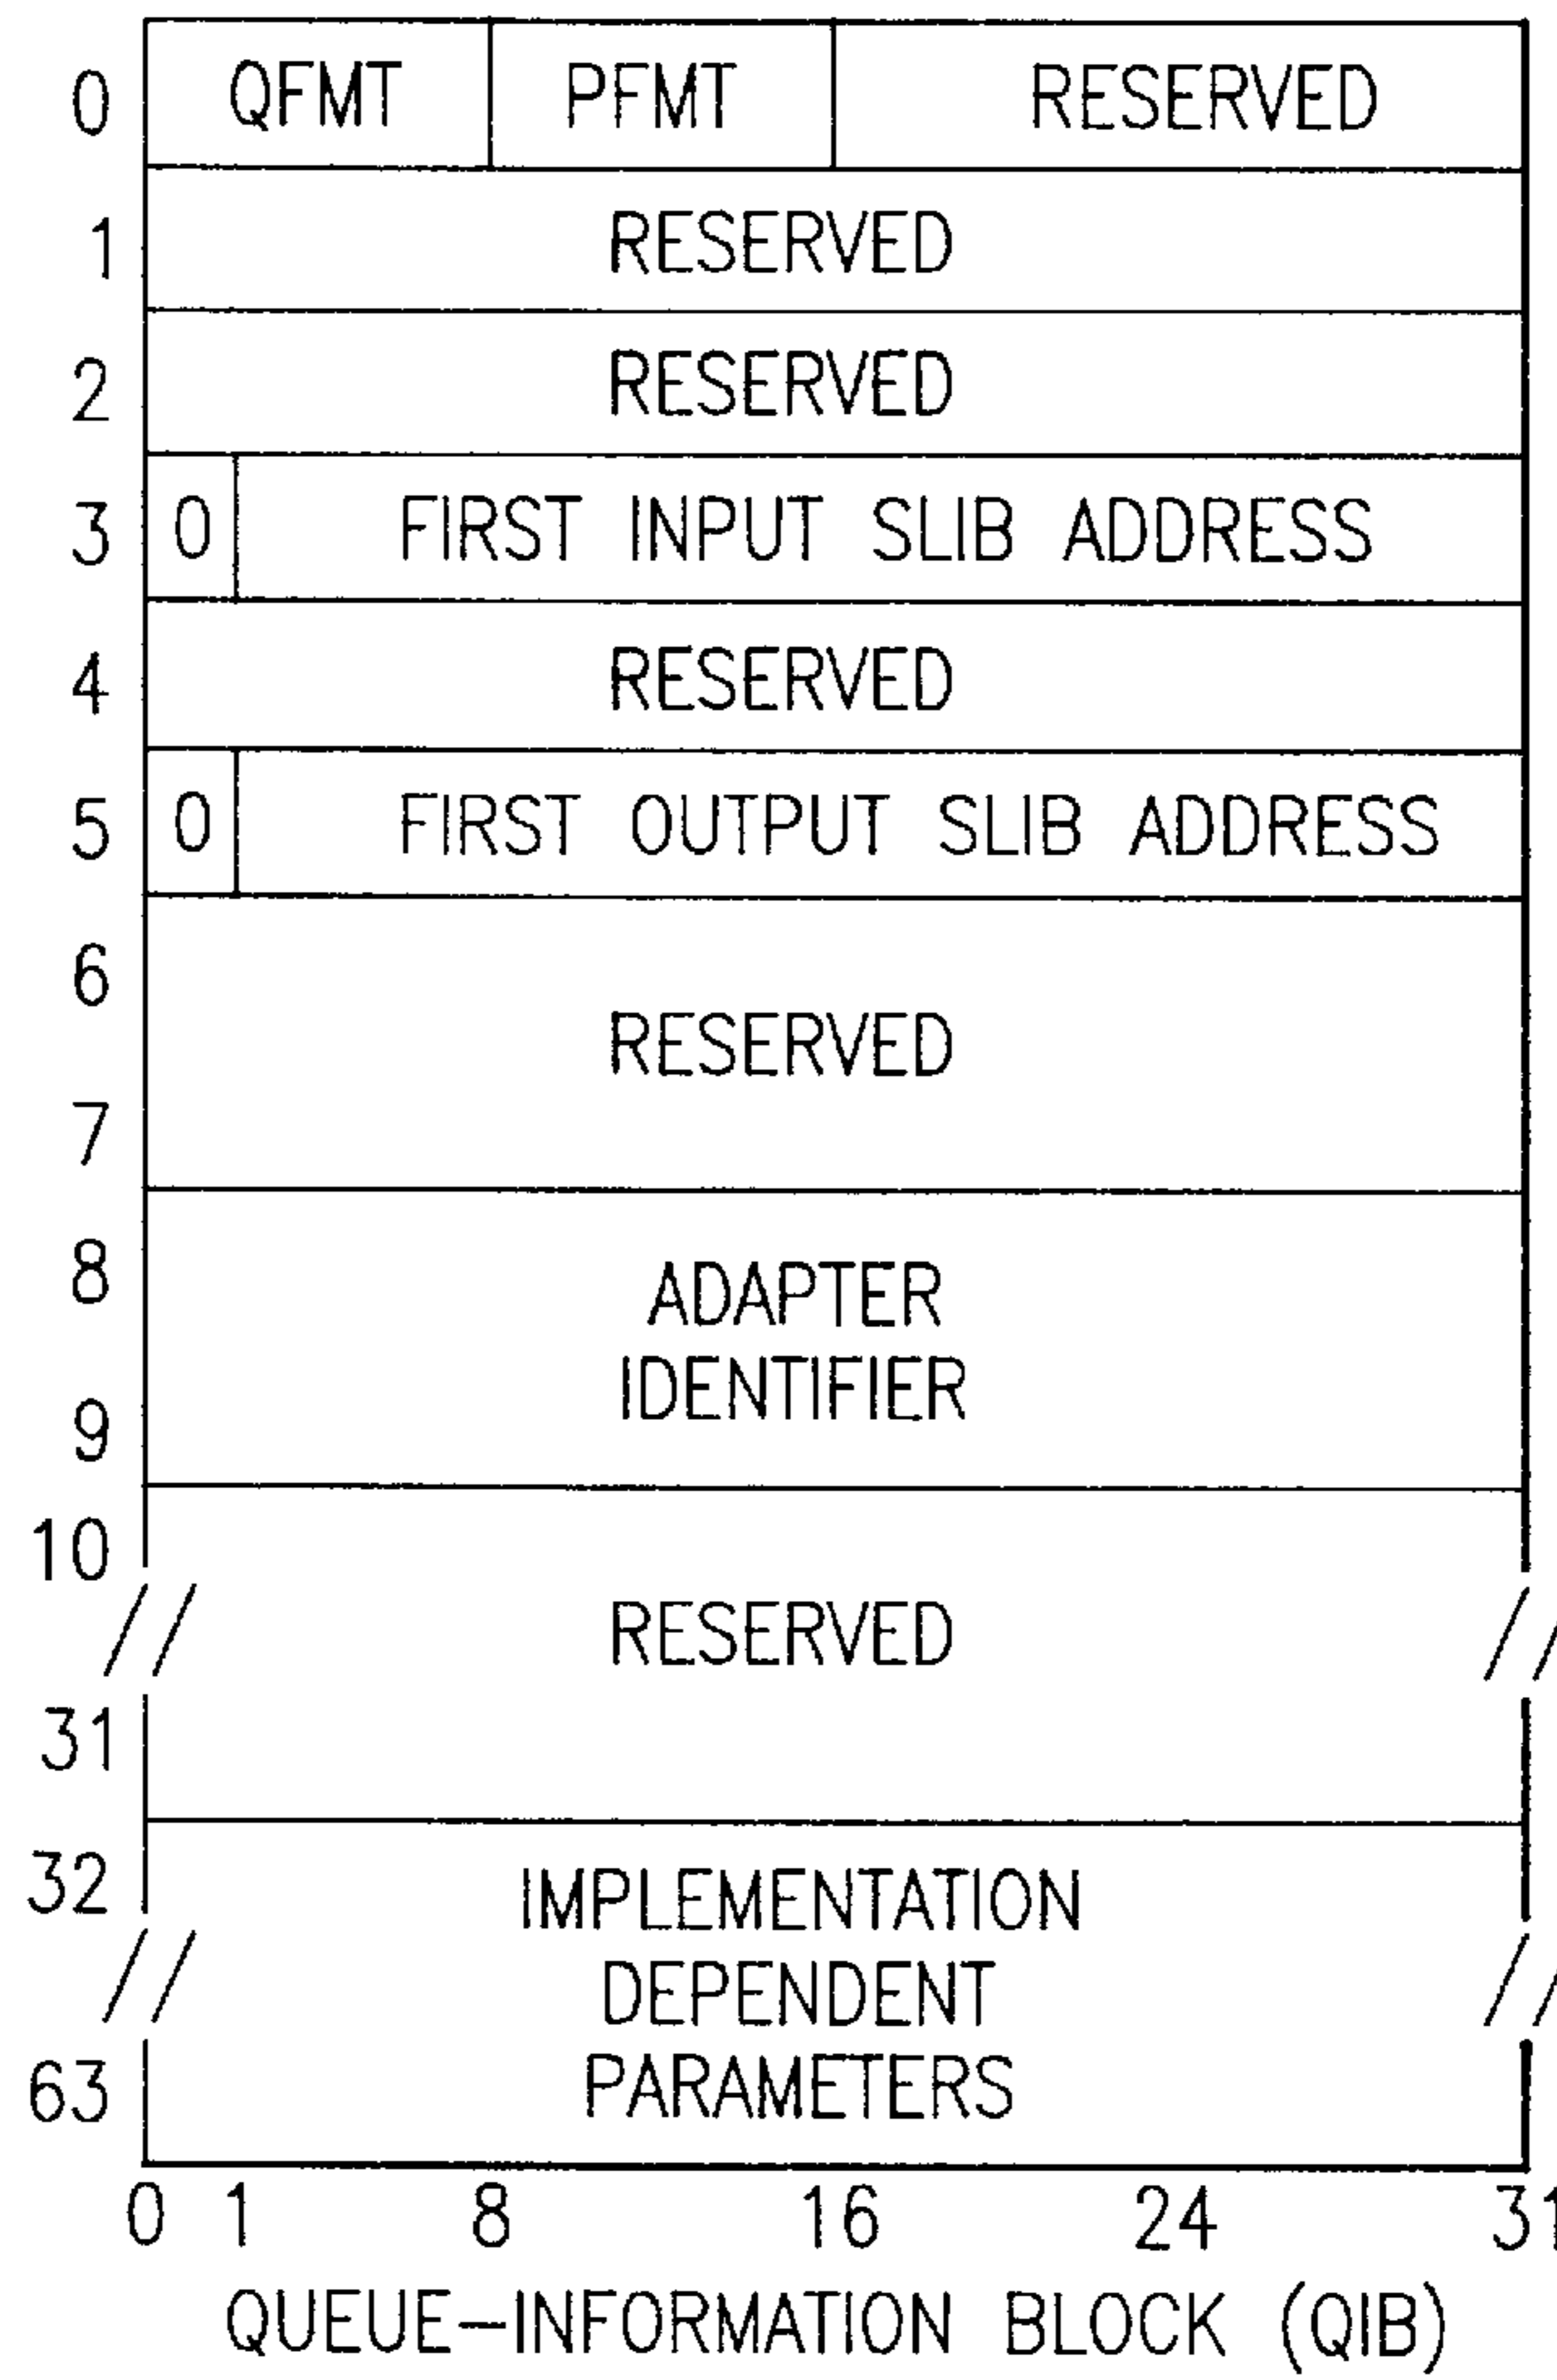 0 QFMT PFMT RESERVED
1 RESERVED
2 RESERVED
3 0 FIRST INPUT SLIB ADDRESS
4 RESERVED
5 0 FIRST OUTPUT SLIB ADDRESS
6
RESERVED
7
8
ADAPTER
IDENTIFIER
9
10
RESERVED
31
32 IMPLEMENTATION
DEPENDENT
63 PARAMETERS
0 1 8 16 24 31
QUEUE-INFORMATION BLOCK (QIB)